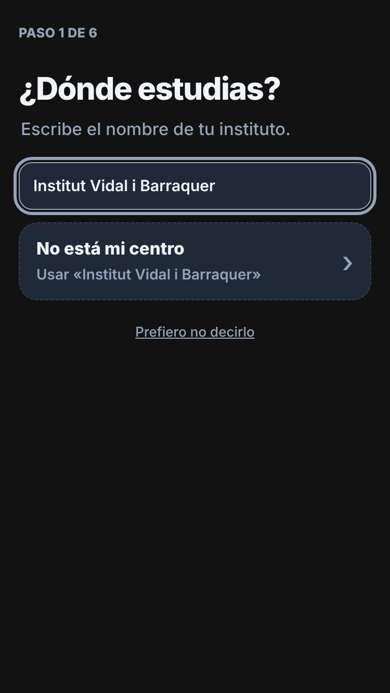 PASO 1 DE 6
¿Dónde estudias?
Escribe el nombre de tu instituto.
Institut Vidal i Barraquer
No está mi centro
Usar «Institut Vidal i Barraquer»
Prefiero no decirlo